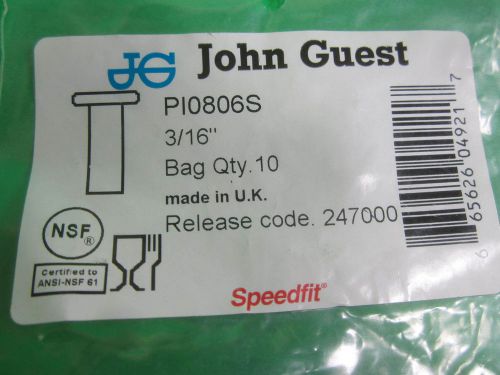 JG John Guest
PI0806S
3/16"
Bag Qty.10
made in U.K.
Release code. 247000
NSF®
Certified to
ANSI-NSF 61
Speedfit®
6 65626 04921 7